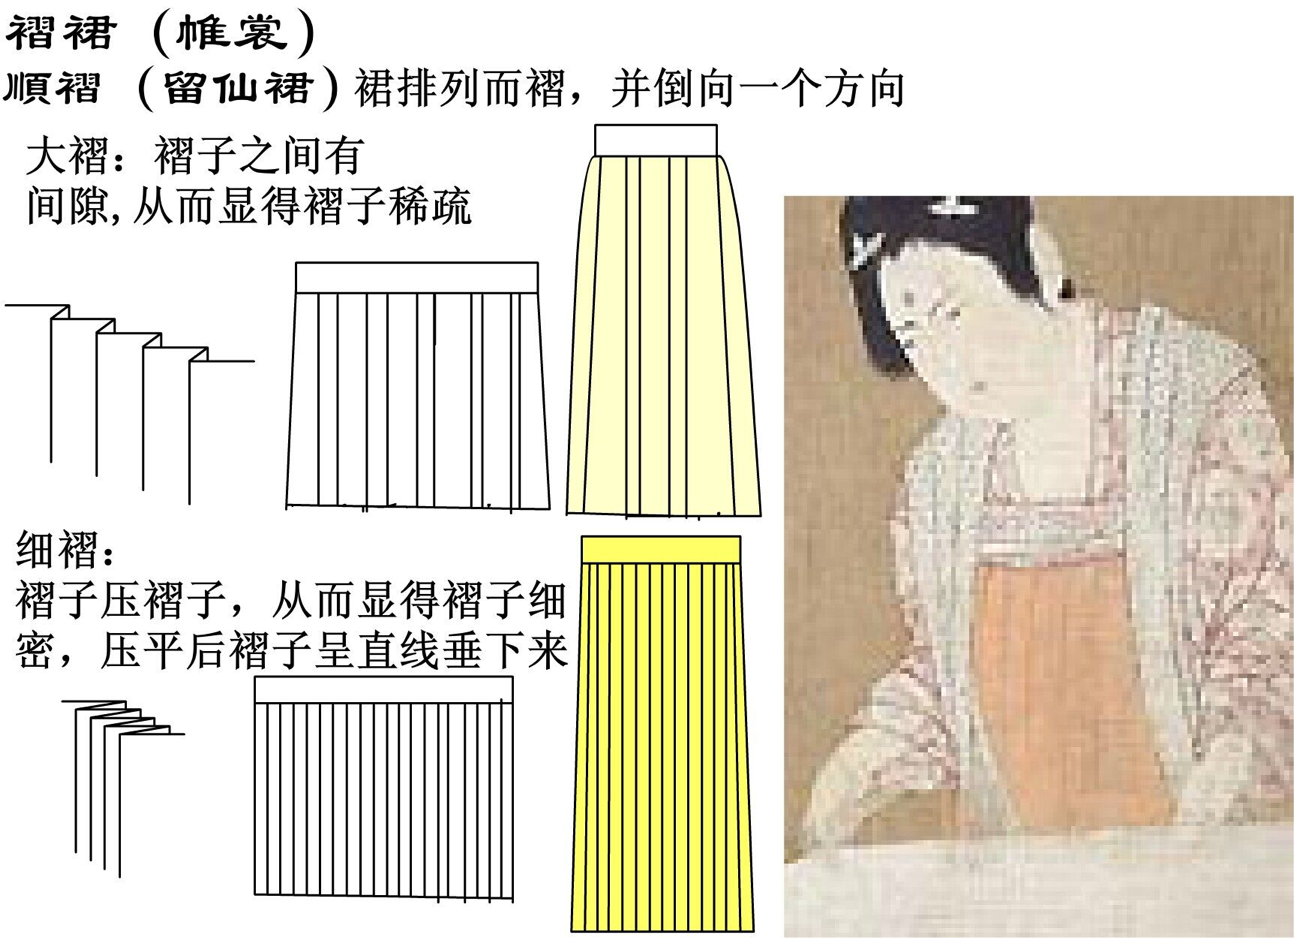 褶裙（帷裳）
順褶（留仙裙）裙排列而褶，并倒向一个方向
大褶：褶子之间有
间隙,从而显得褶子稀疏
细褶：
褶子压褶子，从而显得褶子细
密，压平后褶子呈直线垂下来